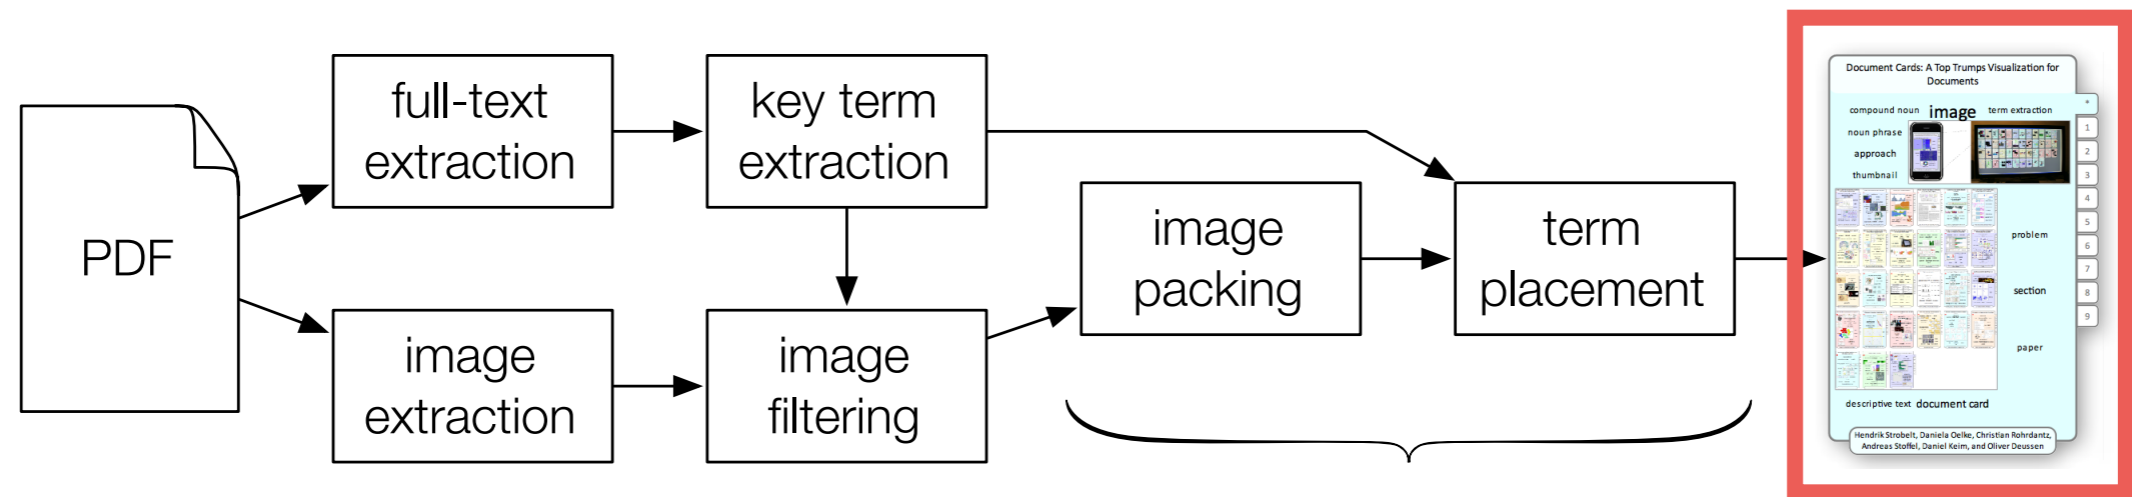 PDF
full-text
extraction
key term
extraction
image
extraction
image
filtering
image
packing
term
placement
Document Cards: A Top Trumps Visualization for
Documents
compound noun image term extraction
noun phrase
approach
thumbnail
problem
section
paper
descriptive text document card
*
1
2
3
4
5
6
7
8
9
Hendrik Strobelt, Daniela Oelke, Christian Rohrdantz,
Andreas Stoffel, Daniel Keim, and Oliver Deussen